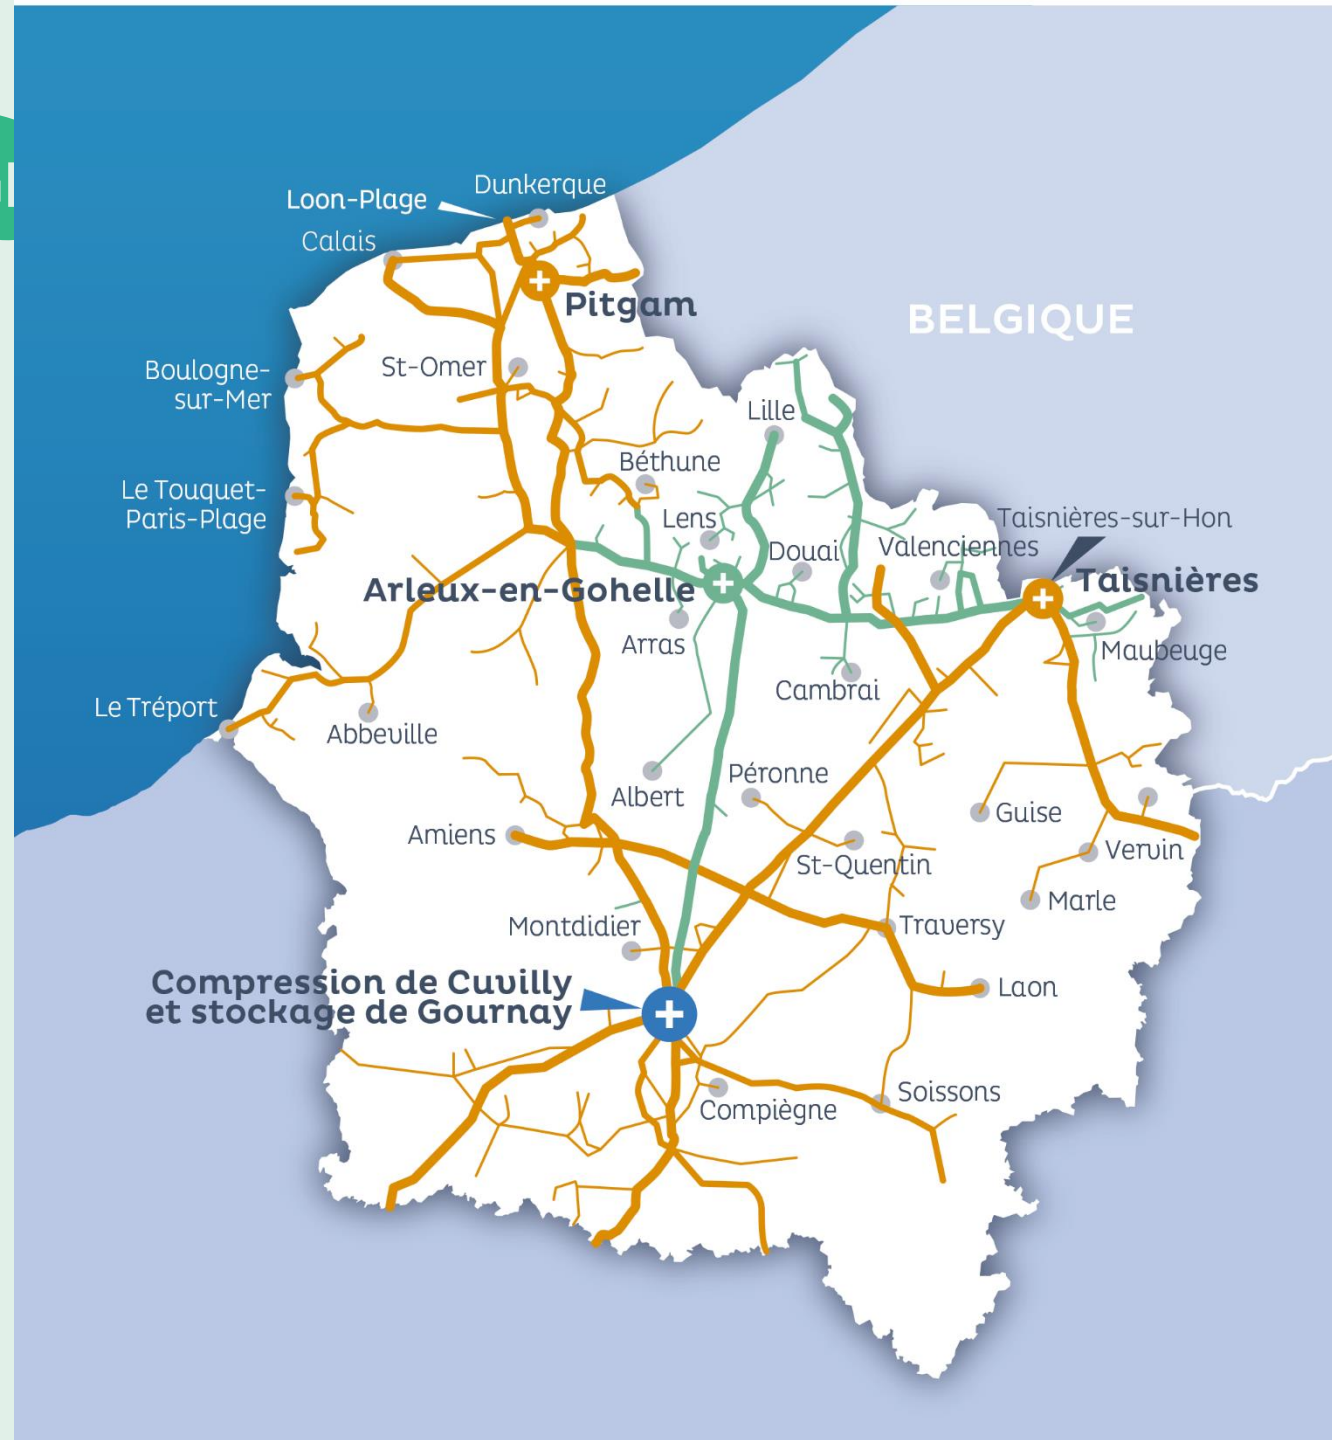 Dunkerque
Loon-Plage
Calais
Pitgam
BELGIQUE
St-Omer
Boulogne-
sur-Mer
Lille
Béthune
Le Touquet-
Paris-Plage
Lens
Taisnières-sur-Hon
Douai
Valenciennes
Arleux-en-Gohelle
Taisnières
Arras
Maubeuge
Cambrai
Le Tréport
Abbeville
Péronne
Albert
Guise
Amiens
St-Quentin
Vervin
Marle
Montdidier
Traversy
Compression de Cuvilly
et stockage de Gournay
Laon
Compiègne
Soissons